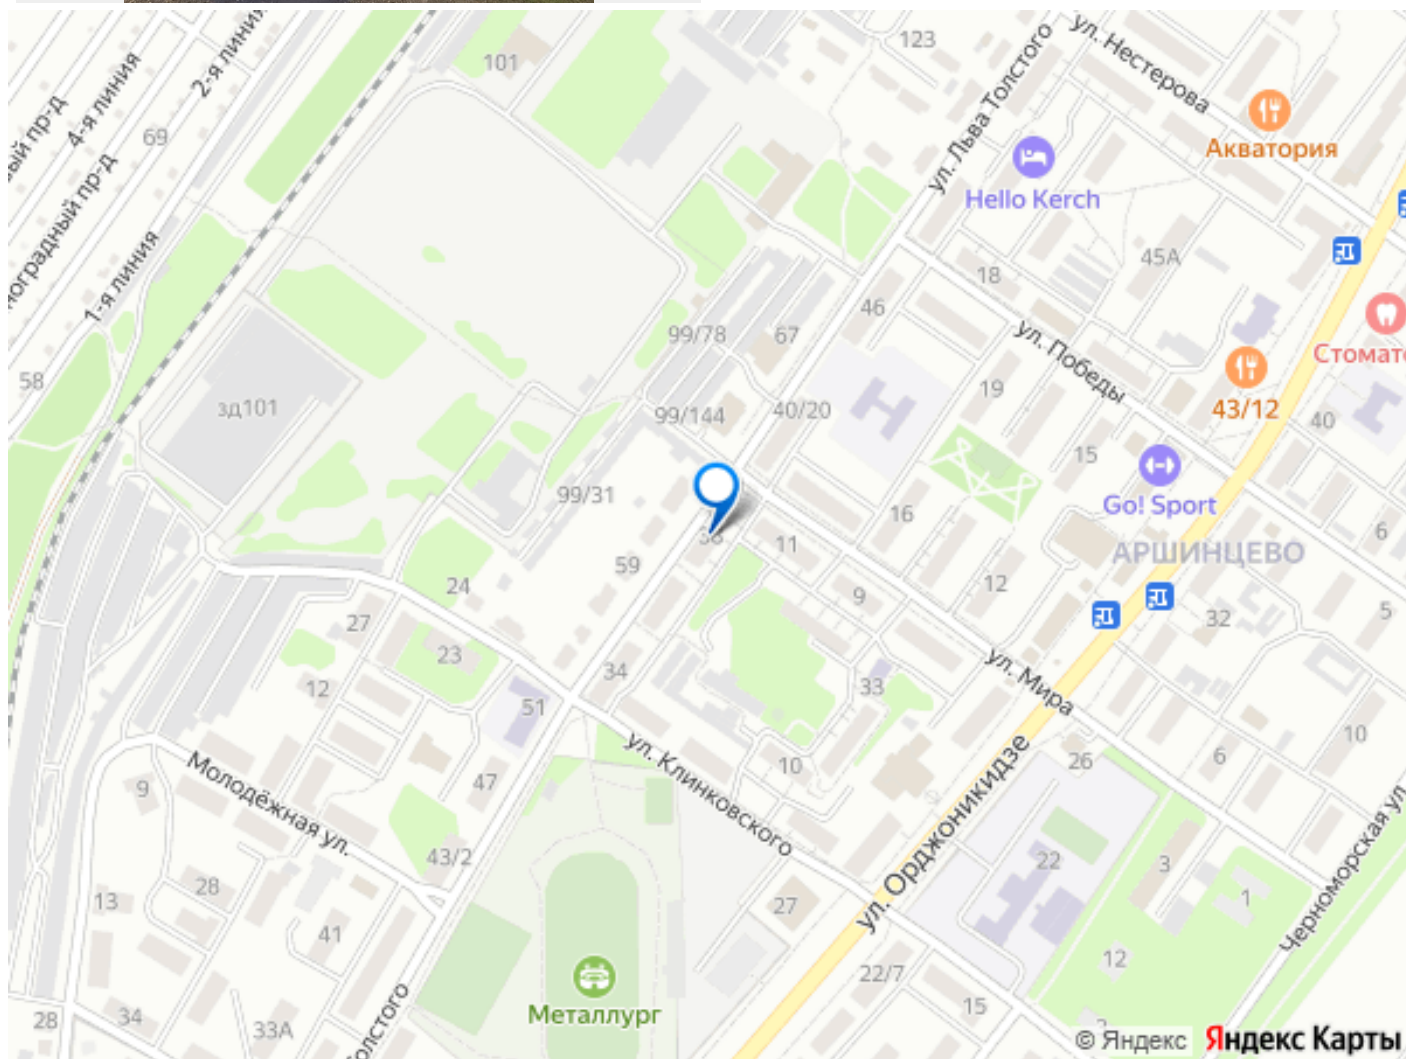 123
ул. Нестерова
101
2-я линия
4-я линия
ул. Льва Толстого
Акватория
69
Hello Kerch
пр-д
45А
18
1-я линия
46
99/78
67
ул. Победы
Стомат
58
19
зд101
43/12
99/144
40/20
40
15
Go! Sport
99/31
16
6
38
11
АРШИНЦЕВО
59
24
9
12
32
5
27
23
34
33
ул. Мира
12
51
10
26
6
10
ул. Клинковского
9
Молодёжная ул.
47
ул. Орджоникидзе
43/2
22
3
Черноморская ул.
28
13
27
1
41
12
22/7
Металлург
15
28
34
33А
олстого
© Яндекс
Яндекс Карты